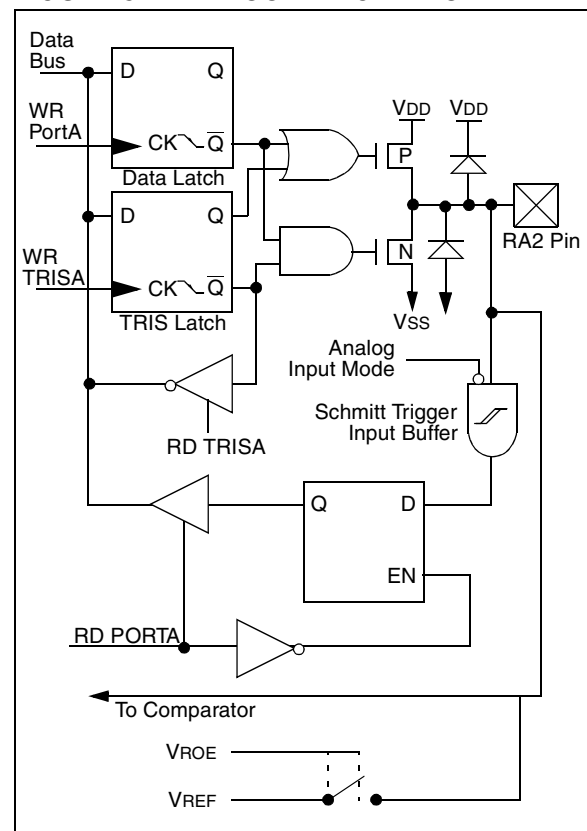 Data
Bus
D Q
VDD VDD
WR
PortA
CK Q
P
Data Latch
D Q
RA2 Pin
WR
TRISA
N
CK Q
TRIS Latch
VSS
Analog
Input Mode
Schmitt Trigger
Input Buffer
RD TRISA
Q D
EN
RD PORTA
To Comparator
VROE
VREF